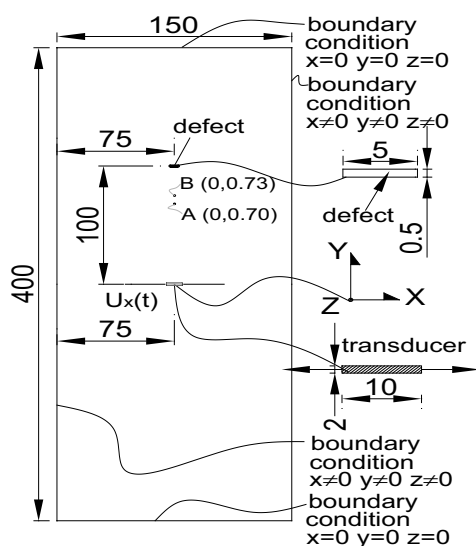 150
boundary
condition
x=0 y=0 z=0
boundary
condition
x≠0 y≠0 z≠0
75
defect
5
B (0,0.73)
A (0,0.70)
defect
0.5
100
400
Y
X
Z
Ux(t)
75
transducer
10
2
boundary
condition
x≠0 y≠0 z≠0
boundary
condition
x=0 y=0 z=0